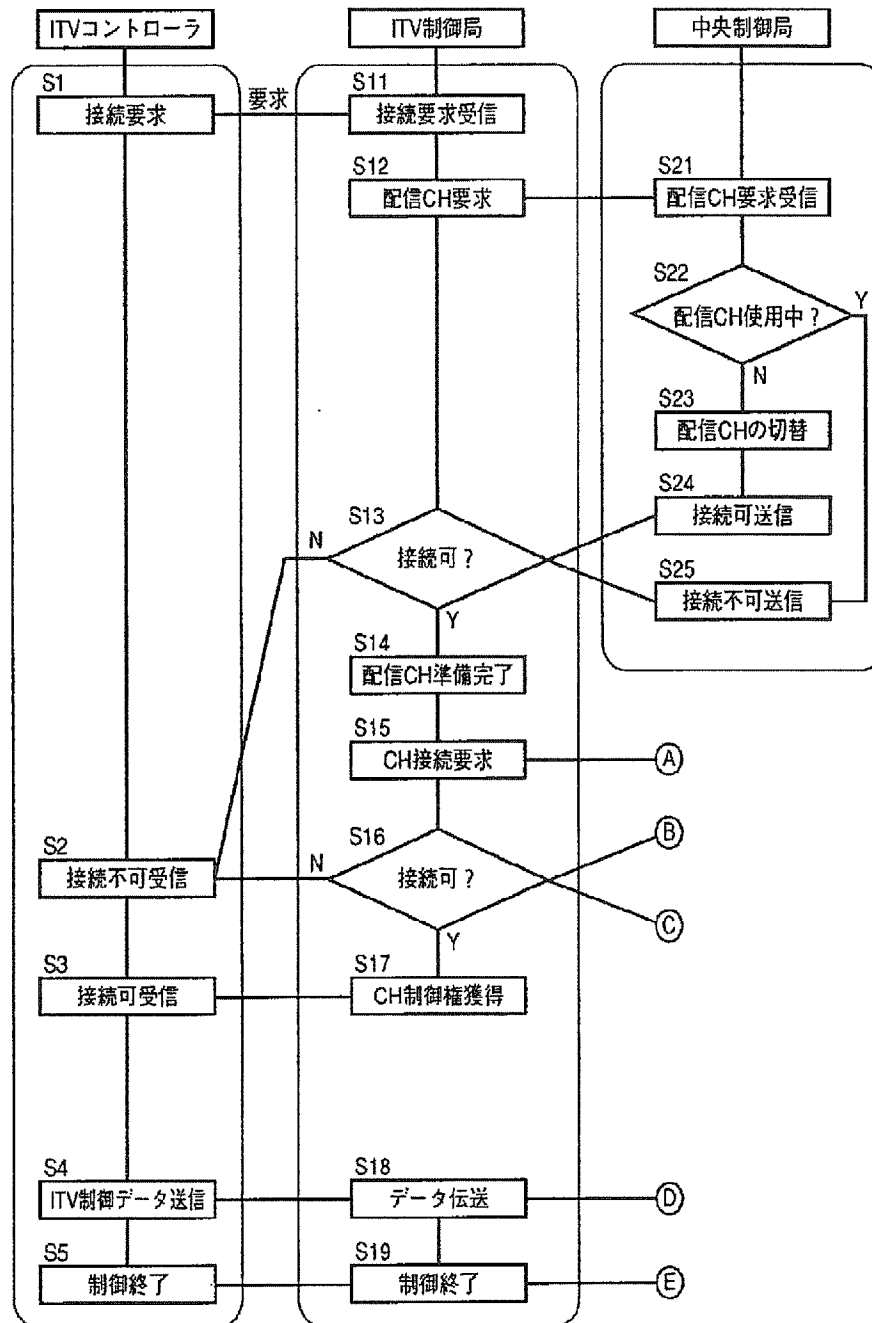 ITVコントローラ
ITV制御局
中央制御局
S1
接続要求
要求
S11
接続要求受信
S12
配信CH要求
S21
配信CH要求受信
S22
配信CH使用中?
Y
N
S23
配信CHの切替
S24
接続可送信
S25
接続不可送信
S13
N
接続可?
Y
S14
配信CH準備完了
S15
CH接続要求
A
S16
N
接続可?
Y
B
C
S2
接続不可受信
S3
接続可受信
S17
CH制御権獲得
S4
ITV制御データ送信
S18
データ伝送
D
S5
制御終了
S19
制御終了
E